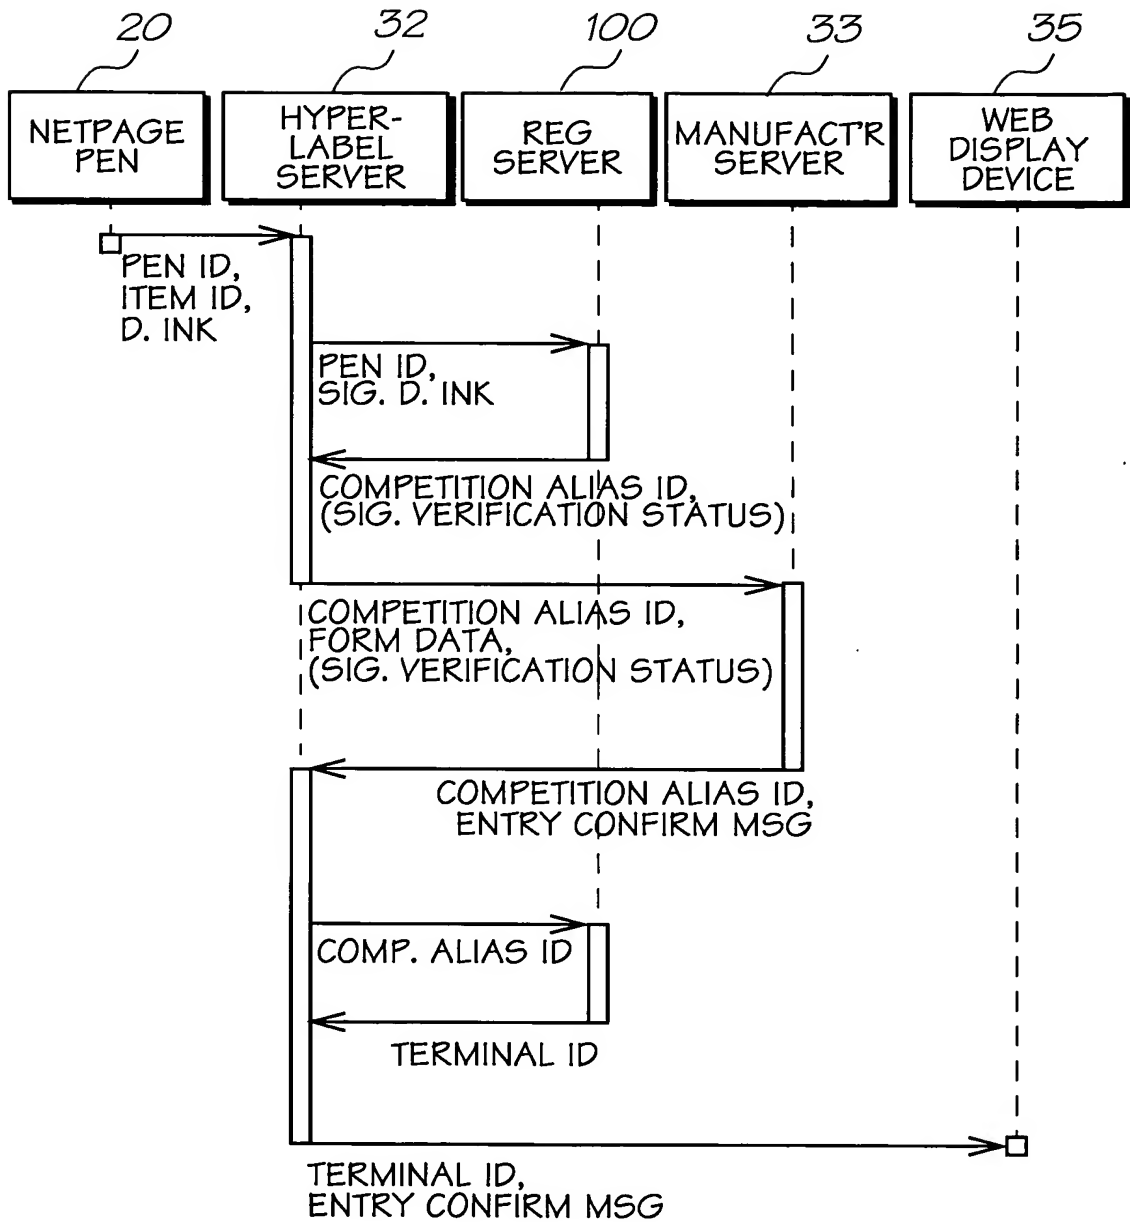 20
32
100
33
35
NETPAGE
PEN
HYPER-
LABEL
SERVER
REG
SERVER
MANUFACT'R
SERVER
WEB
DISPLAY
DEVICE
PEN ID,
ITEM ID,
D. INK
PEN ID,
SIG. D. INK
COMPETITION ALIAS ID,
(SIG. VERIFICATION STATUS)
COMPETITION ALIAS ID,
FORM DATA,
(SIG. VERIFICATION STATUS)
COMPETITION ALIAS ID,
ENTRY CONFIRM MSG
COMP. ALIAS ID
TERMINAL ID
TERMINAL ID,
ENTRY CONFIRM MSG